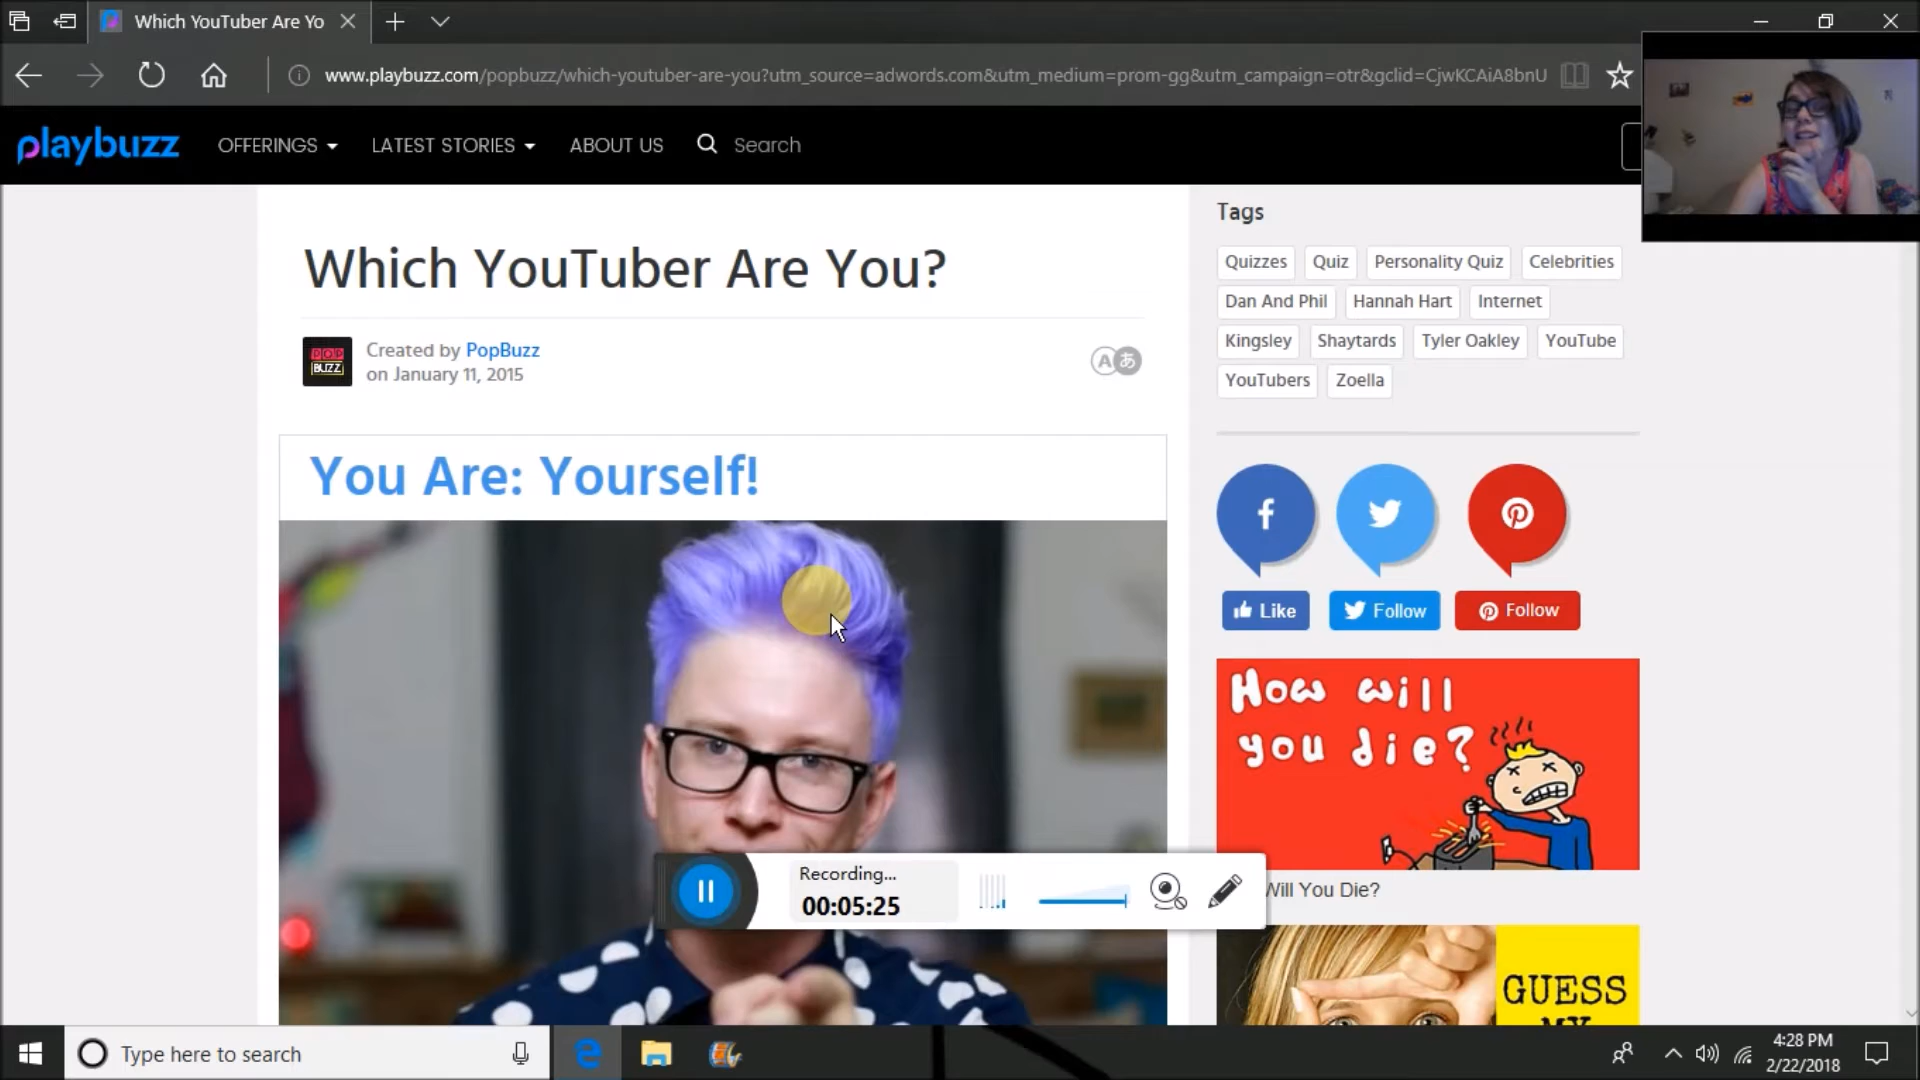 Which YouTuber Are Yo
www.playbuzz.com/popbuzz/which-youtuber-are-you?utm_source=adwords.com&utm_medium=prom-gg&utm_campaign=otr&gclid=CjwKCAiA8bnU
playbuzz OFFERINGS LATEST STORIES ABOUT US Search
Which YouTuber Are You?
POP
BUZZ
Created by PopBuzz
on January 11, 2015
A あ
You Are: Yourself!
Tags
Quizzes Quiz Personality Quiz Celebrities
Dan And Phil Hannah Hart Internet
Kingsley Shaytards Tyler Oakley YouTube
YouTubers Zoella
Like Follow Follow
How will
you die?
Will You Die?
GUESS
MY
Recording...
00:05:25
Type here to search
4:28 PM
2/22/2018